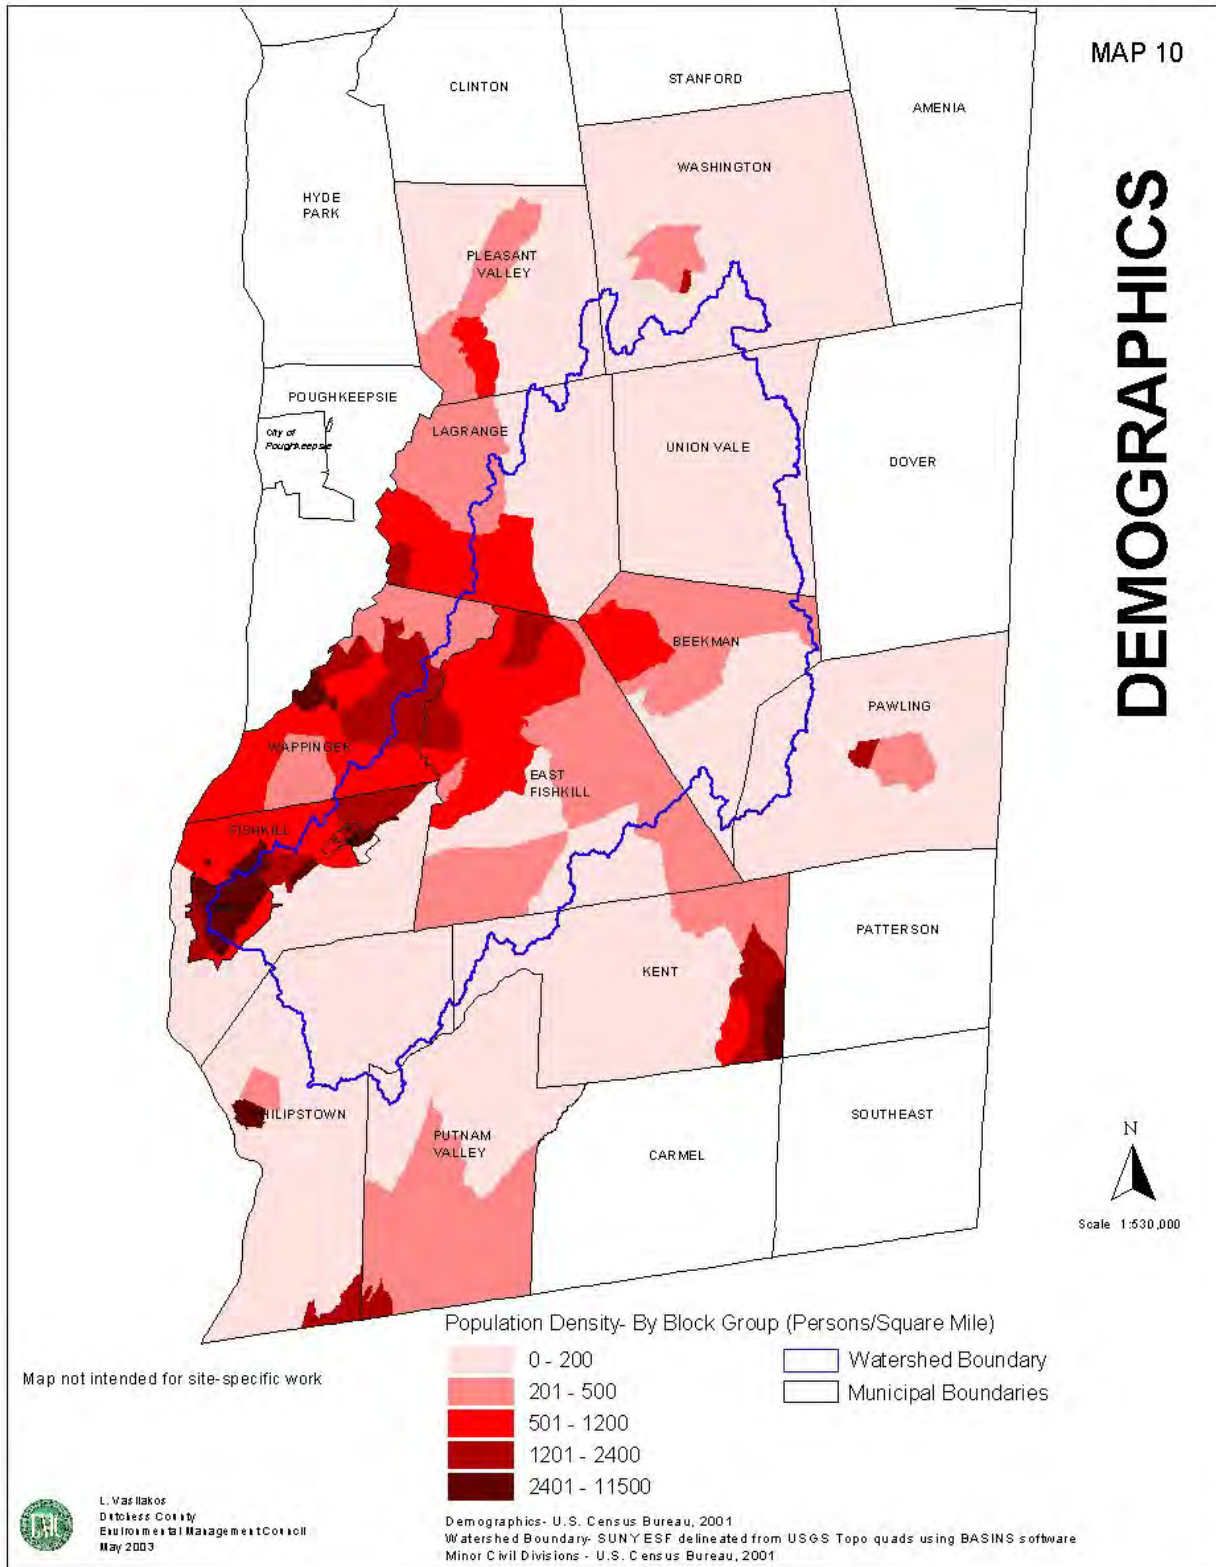 MAP 10
DEMOGRAPHICS
CLINTON
STANFORD
AMENIA
WASHINGTON
HYDE
PARK
PLEASANT
VALLEY
POUGHKEEPSIE
City of
Poughkeepsie
LAGRANGE
UNION VALE
DOVER
BEEKMAN
PAWLING
WAPPINGER
EAST
FISHKILL
FISHKILL
PATTERSON
KENT
HILIPSTOWN
PUTNAM
VALLEY
CARMEL
SOUTHEAST
N
Scale 1:530,000
Population Density- By Block Group (Persons/Square Mile)
0 - 200
201 - 500
501 - 1200
1201 - 2400
2401 - 11500
Watershed Boundary
Municipal Boundaries
Map not intended for site-specific work
L. Vasilakos
Dutchess County
Environmental Management Council
May 2003
Demographics- U.S. Census Bureau, 2001
Watershed Boundary- SUNY ESF delineated from USGS Topo quads using BASINS software
Minor Civil Divisions - U.S. Census Bureau, 2001